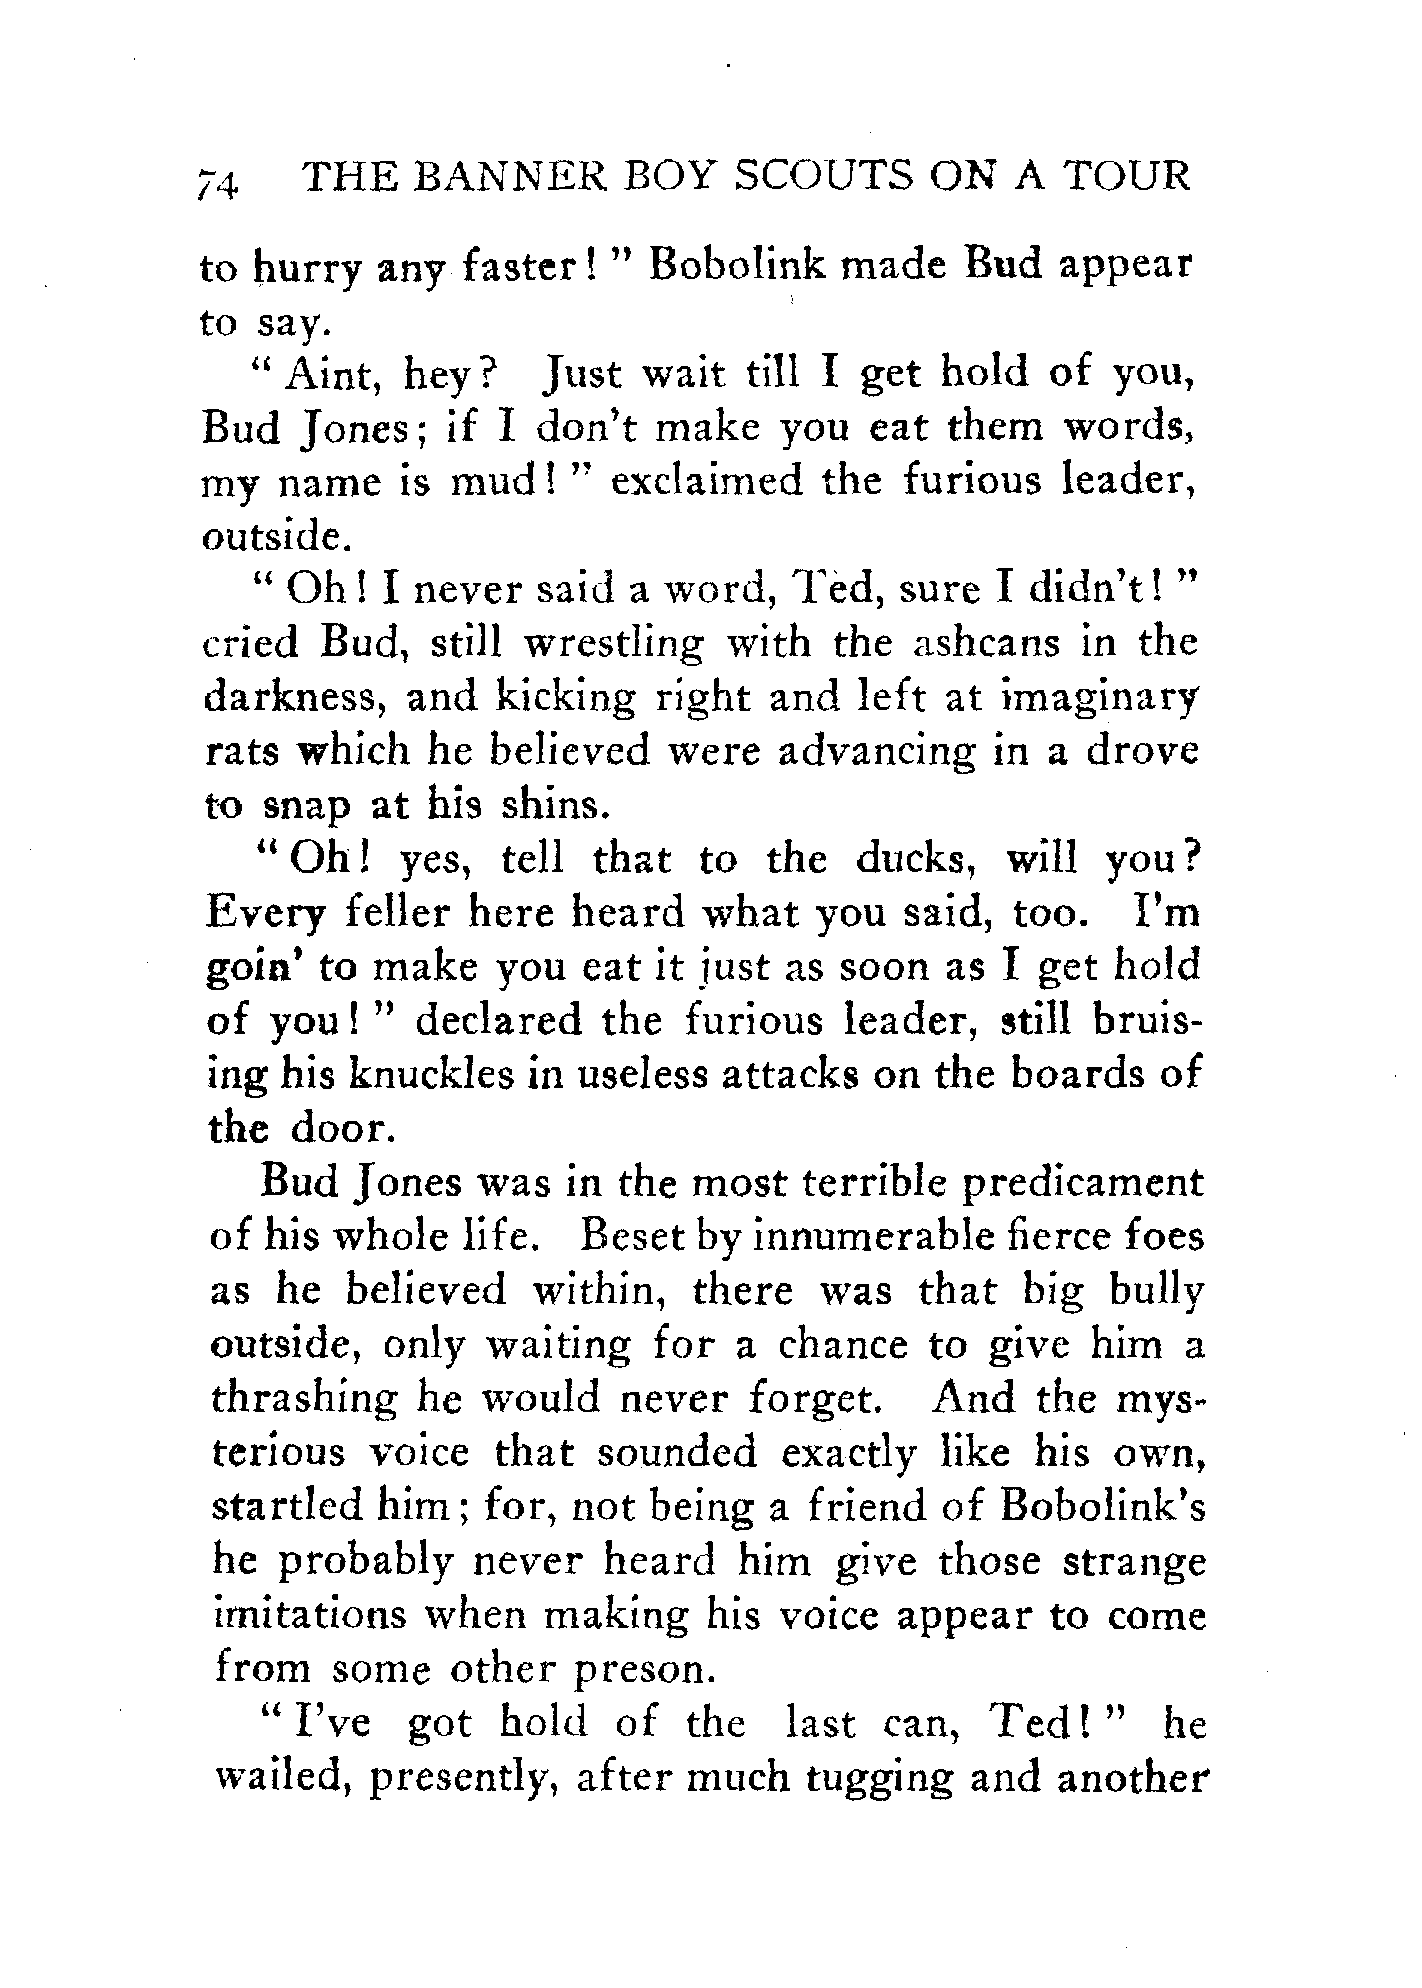 74 THE BANNER BOY SCOUTS ON A TOUR
to hurry any faster! " Bobolink made Bud appear
to say.
" Aint, hey? Just wait till I get hold of you,
Bud Jones; if I don't make you eat them words,
my name is mud! " exclaimed the furious leader,
outside.
" Oh! I never said a word, Ted, sure I didn't! "
cried Bud, still wrestling with the ashcans in the
darkness, and kicking right and left at imaginary
rats which he believed were advancing in a drove
to snap at his shins.
" Oh! yes, tell that to the ducks, will you?
Every feller here heard what you said, too. I'm
goin' to make you eat it just as soon as I get hold
of you! " declared the furious leader, still bruis-
ing his knuckles in useless attacks on the boards of
the door.
Bud Jones was in the most terrible predicament
of his whole life. Beset by innumerable fierce foes
as he believed within, there was that big bully
outside, only waiting for a chance to give him a
thrashing he would never forget. And the mys-
terious voice that sounded exactly like his own,
startled him; for, not being a friend of Bobolink's
he probably never heard him give those strange
imitations when making his voice appear to come
from some other preson.
" I've got hold of the last can, Ted! " he
wailed, presently, after much tugging and another